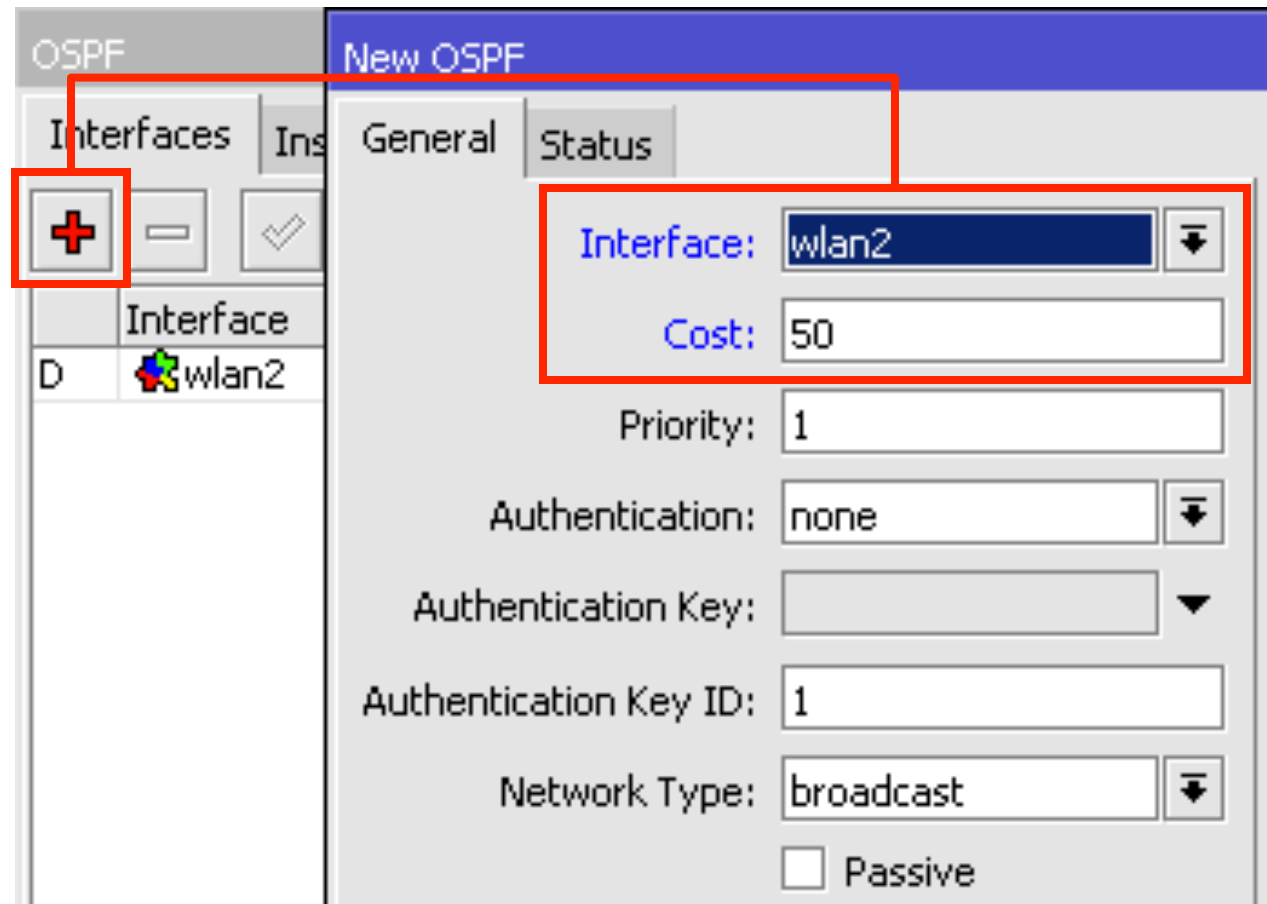 OSPF
Interfaces
Ins
Interface
D wlan2
New OSPF
General Status
Interface: wlan2
Cost: 50
Priority: 1
Authentication: none
Authentication Key:
Authentication Key ID: 1
Network Type: broadcast
Passive